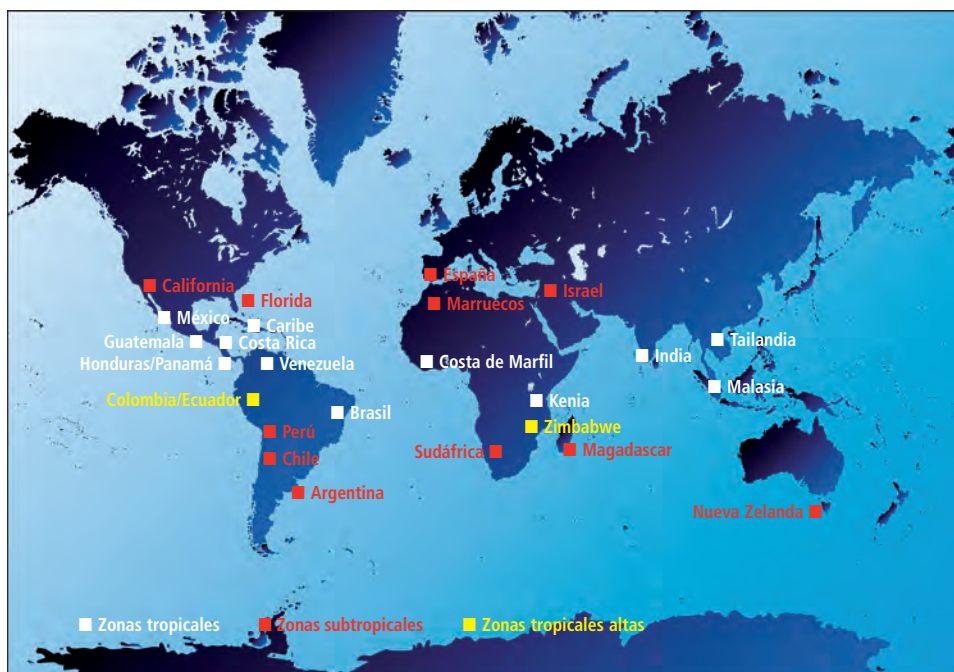 California
España
Israel
Florida
Marruecos
México
Caribe
Guatemala
Costa Rica
Tailandia
India
Honduras/Panamá
Venezuela
Costa de Marfil
Malasia
Colombia/Ecuador
Kenia
Brasil
Zimbabwe
Perú
Sudáfrica
Magadascar
Chile
Argentina
Nueva Zelanda
Zonas tropicales
Zonas subtropicales
Zonas tropicales altas